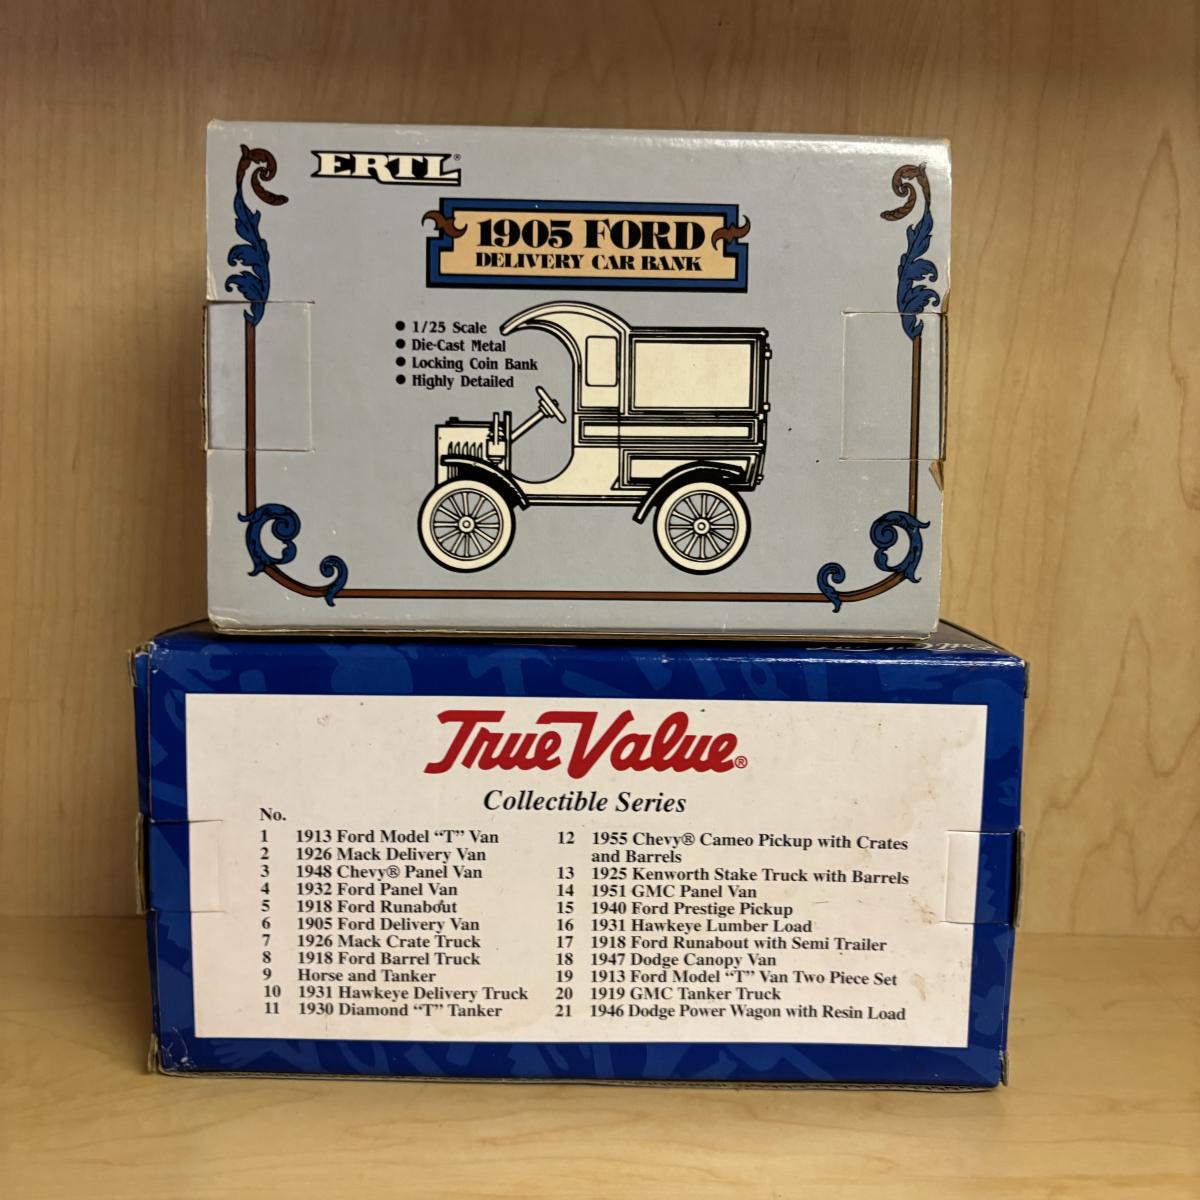 ERTL®
1905 FORD
DELIVERY CAR BANK
● 1/25 Scale
● Die-Cast Metal
● Locking Coin Bank
● Highly Detailed
True Value®
Collectible Series
No.
1 1913 Ford Model “T” Van
2 1926 Mack Delivery Van
3 1948 Chevy® Panel Van
4 1932 Ford Panel Van
5 1918 Ford Runabout
6 1905 Ford Delivery Van
7 1926 Mack Crate Truck
8 1918 Ford Barrel Truck
9 Horse and Tanker
10 1931 Hawkeye Delivery Truck
11 1930 Diamond “T” Tanker
12 1955 Chevy® Cameo Pickup with Crates
and Barrels
13 1925 Kenworth Stake Truck with Barrels
14 1951 GMC Panel Van
15 1940 Ford Prestige Pickup
16 1931 Hawkeye Lumber Load
17 1918 Ford Runabout with Semi Trailer
18 1947 Dodge Canopy Van
19 1913 Ford Model “T” Van Two Piece Set
20 1919 GMC Tanker Truck
21 1946 Dodge Power Wagon with Resin Load